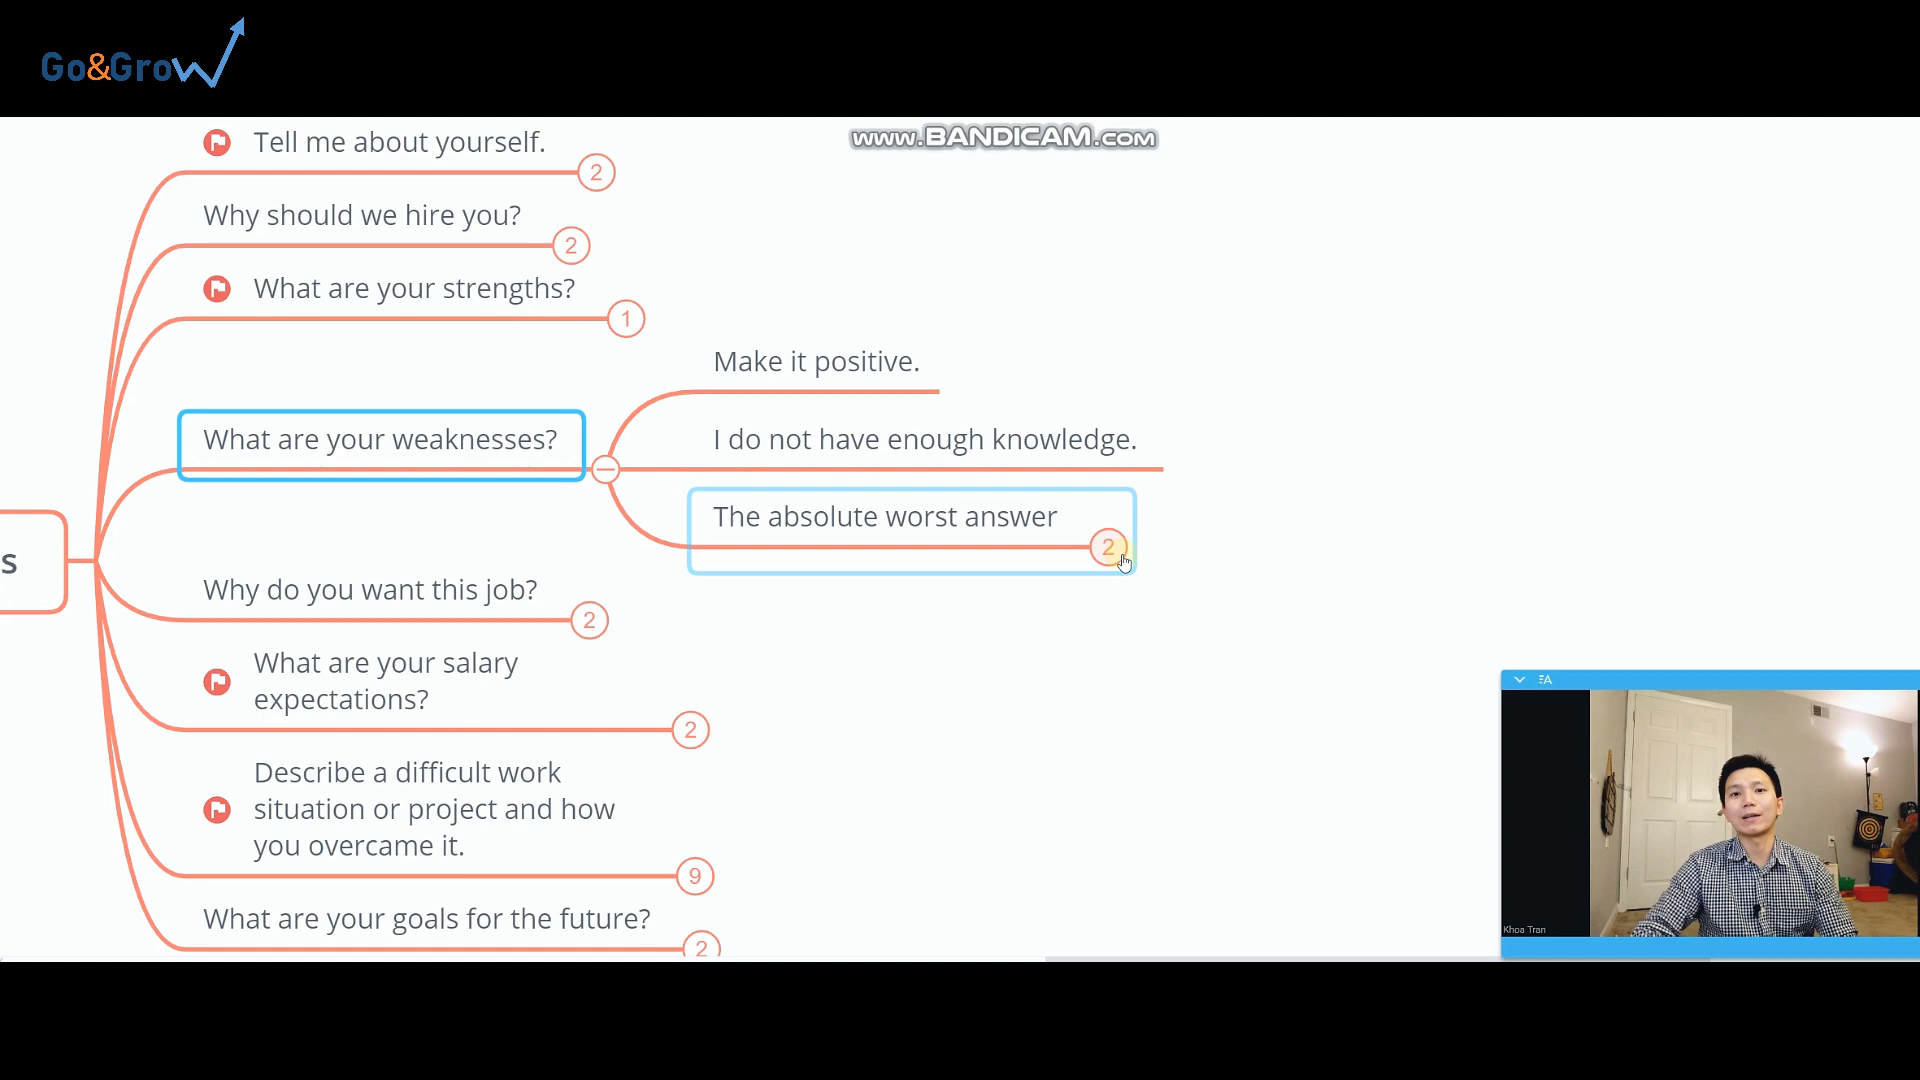 Go&Grow
www.BANDICAM.com
Tell me about yourself.
2
Why should we hire you?
2
What are your strengths?
1
Make it positive.
What are your weaknesses?
I do not have enough knowledge.
The absolute worst answer
2
s
Why do you want this job?
2
What are your salary
expectations?
2
Describe a difficult work
situation or project and how
you overcame it.
9
What are your goals for the future?
2
Khoa Tran